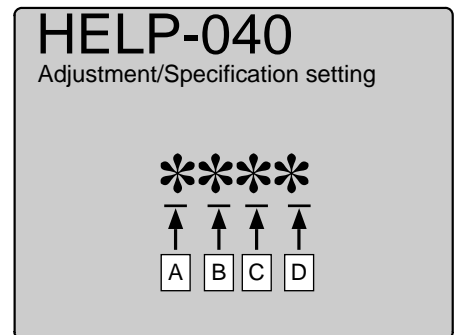 HELP-040
Adjustment/Specification setting
****
A B C D